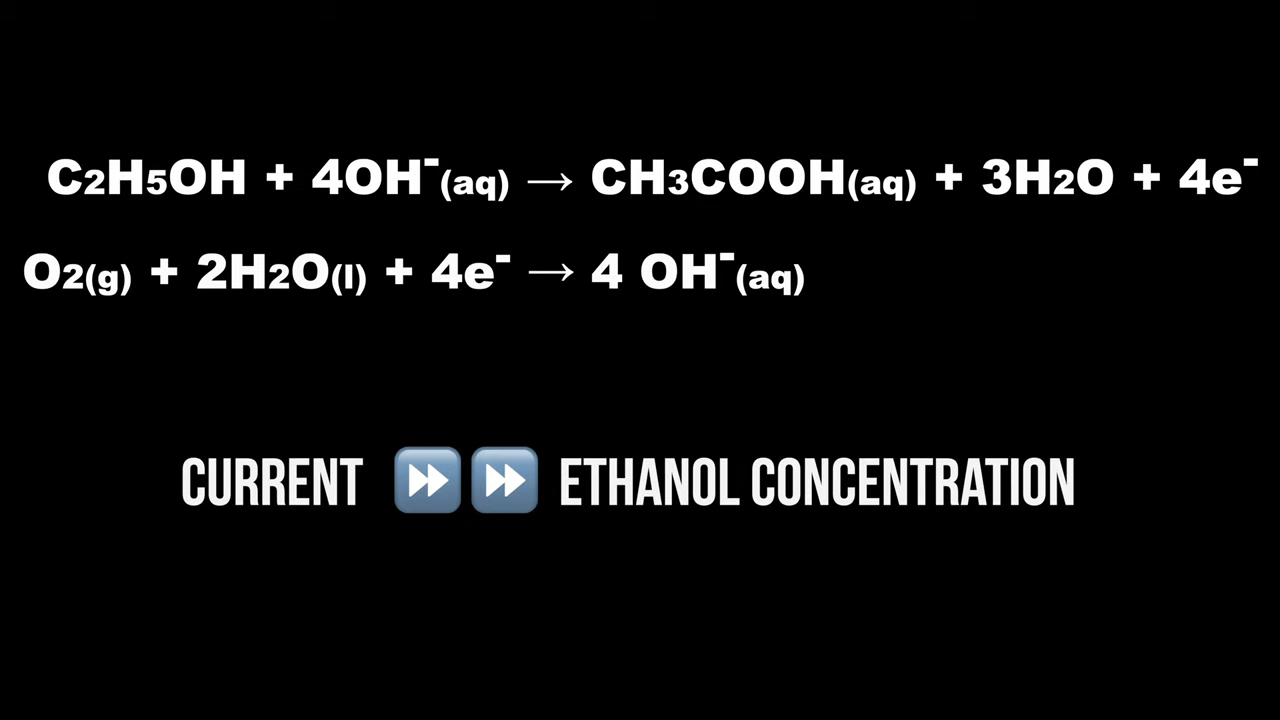 C2H5OH + 4OH-(aq) → CH3COOH(aq) + 3H2O + 4e-
O2(g) + 2H2O(l) + 4e- → 4 OH-(aq)
CURRENT ⏩⏩ ETHANOL CONCENTRATION